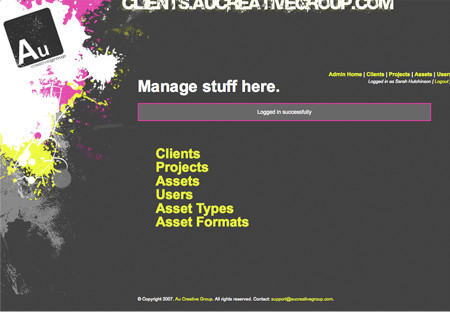 CLIENTS.AUCREATIVEGROUP.COM
Au
creativegroup
Admin Home | Clients | Projects | Assets | Users
Logged in as Sarah Hutchinson | Logout
Manage stuff here.
Logged in successfully
Clients
Projects
Assets
Users
Asset Types
Asset Formats
© Copyright 2007. Au Creative Group. All rights reserved. Contact: support@aucreativegroup.com.